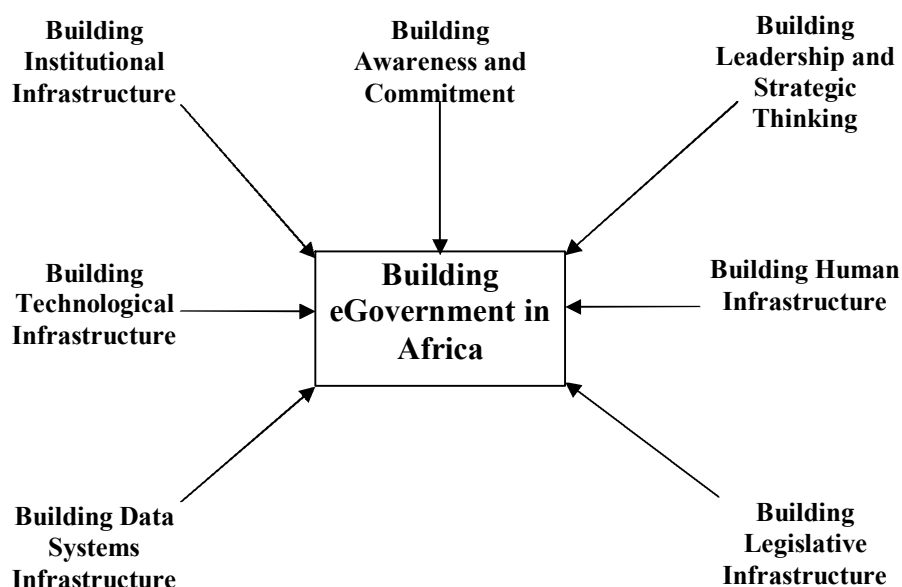 Building
Institutional
Infrastructure
Building
Awareness and
Commitment
Building
Leadership and
Strategic
Thinking
Building
Technological
Infrastructure
Building
eGovernment in
Africa
Building Human
Infrastructure
Building Data
Systems
Infrastructure
Building
Legislative
Infrastructure